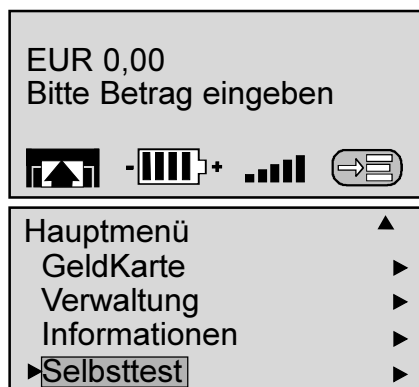 EUR 0,00
Bitte Betrag eingeben
Hauptmenü
GeldKarte
Verwaltung
Informationen
Selbsttest